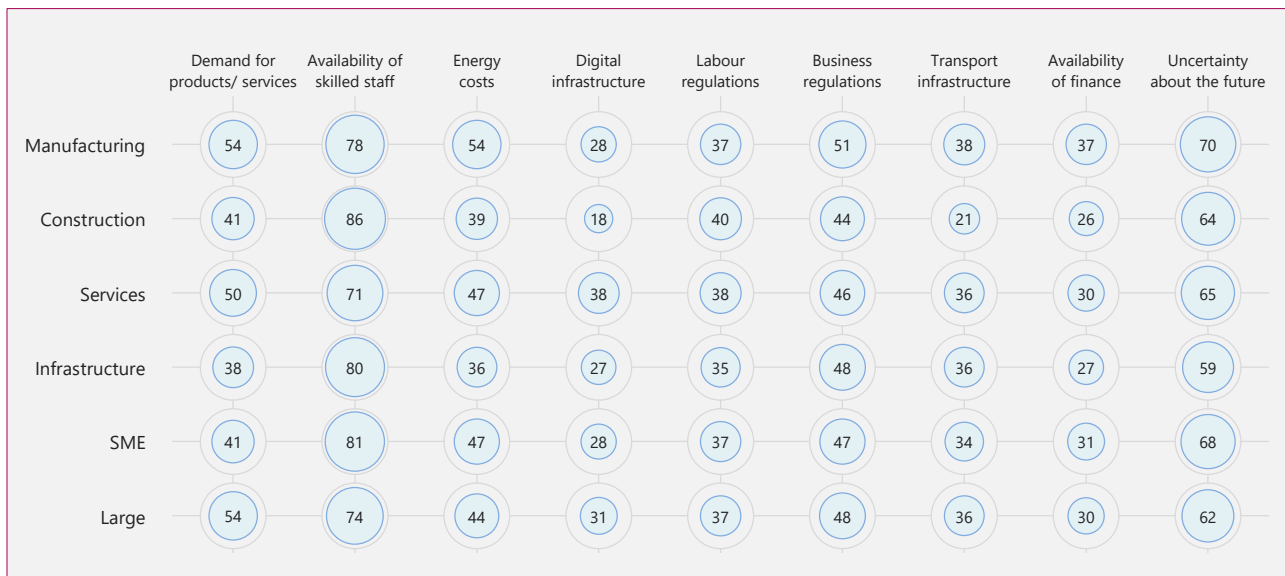 Demand for products/ services Availability of skilled staff Energy costs Digital infrastructure Labour regulations Business regulations Transport infrastructure Availability of finance Uncertainty about the future
Manufacturing 54 78 54 28 37 51 38 37 70
Construction 41 86 39 18 40 44 21 26 64
Services 50 71 47 38 38 46 36 30 65
Infrastructure 38 80 36 27 35 48 36 27 59
SME 41 81 47 28 37 47 34 31 68
Large 54 74 44 31 37 48 36 30 62